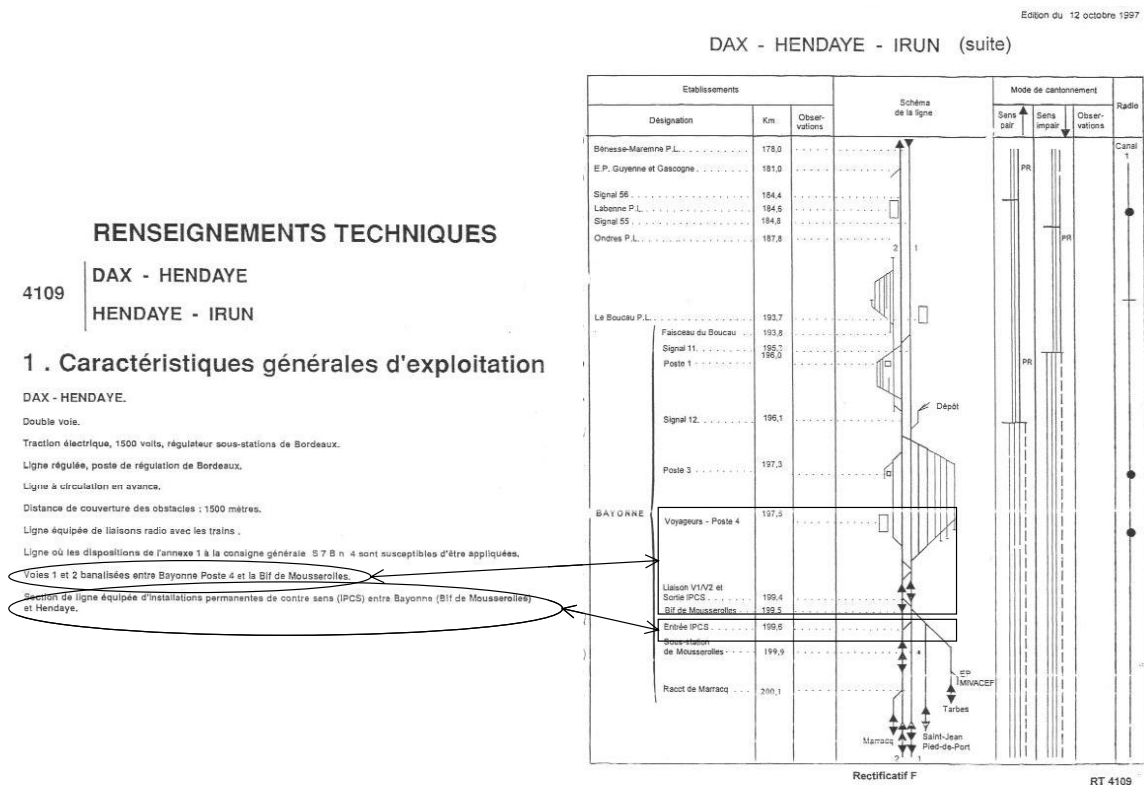 Edition du 12 octobre 1997
DAX - HENDAYE - IRUN (suite)
RENSEIGNEMENTS TECHNIQUES
4109
DAX - HENDAYE
HENDAYE - IRUN
1 . Caractéristiques générales d'exploitation
DAX - HENDAYE.
Double voie.
Traction électrique, 1500 volts, régulateur sous-stations de Bordeaux.
Ligne régulée, poste de régulation de Bordeaux.
Ligne à circulation en avance.
Distance de couverture des obstacles : 1500 mètres.
Ligne équipée de liaisons radio avec les trains .
Ligne où les dispositions de l'annexe 1 à la consigne générale S 7 B n 4 sont susceptibles d'être appliquées.
Voies 1 et 2 banalisées entre Bayonne Poste 4 et la Bif de Mousserolles.
Section de ligne équipée d'installations permanentes de contre sens (IPCS) entre Bayonne (Bif de Mousserolles)
et Hendaye.
Etablissements
Désignation
Km
Obser-
vations
Schéma
de la ligne
Mode de cantonnement
Sens
pair
Sens
impair
Obser-
vations
Radio
Canal
1
Bénesse-Maremne P.L. 178,0
E.P. Guyenne et Gascogne 181,0
PR
Signal 56 184,4
Labenne P.L. 184,6
Signal 55 184,8
Ondres P.L. 187,8
PR
2 1
Le Boucau P.L. 193,7
Faisceau du Boucau 193,8
Signal 11
Poste 1 196,0
PR
Dépôt
Signal 12 196,1
Poste 3 197,3
BAYONNE
Voyageurs - Poste 4 197,5
Liaison V1/V2 et
Sortie IPCS 199,4
Bif de Mousserolles 199,5
Entrée IPCS 199,6
Sous-station
de Mousserolles 199,9
EP
MIVACEF
Racct de Marracq 200,1
Tarbes
Marracq
Saint-Jean
Pied-de-Port
2 1
Rectificatif F
RT 4109